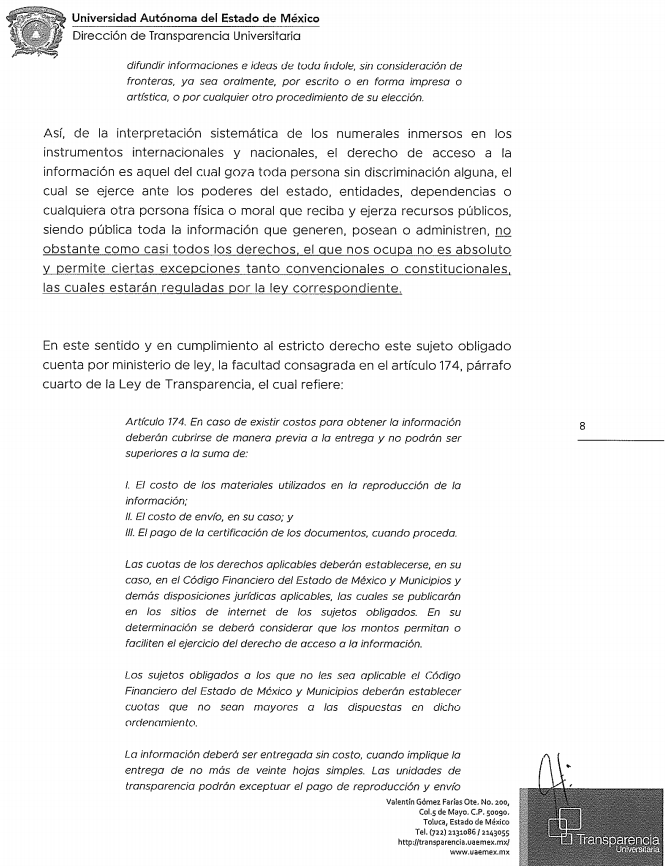 Universidad Autónoma del Estado de México
Dirección de Transparencia Universitaria
difundir informaciones e ideas de toda índole, sin consideración de
fronteras, ya sea oralmente, por escrito o en forma impresa o
artística, o por cualquier otro procedimiento de su elección.
Así, de la interpretación sistemática de los numerales inmersos en los
instrumentos internacionales y nacionales, el derecho de acceso a la
información es aquel del cual goza toda persona sin discriminación alguna, el
cual se ejerce ante los poderes del estado, entidades, dependencias o
cualquiera otra persona física o moral que reciba y ejerza recursos públicos,
siendo pública toda la información que generen, posean o administren, no
obstante como casi todos los derechos, el que nos ocupa no es absoluto
y permite ciertas excepciones tanto convencionales o constitucionales,
las cuales estarán reguladas por la ley correspondiente.
En este sentido y en cumplimiento al estricto derecho este sujeto obligado
cuenta por ministerio de ley, la facultad consagrada en el artículo 174, párrafo
cuarto de la Ley de Transparencia, el cual refiere:
Artículo 174. En caso de existir costos para obtener la información
deberán cubrirse de manera previa a la entrega y no podrán ser
superiores a la suma de:
8
I. El costo de los materiales utilizados en la reproducción de la
información;
II. El costo de envío, en su caso; y
III. El pago de la certificación de los documentos, cuando proceda.
Las cuotas de los derechos aplicables deberán establecerse, en su
caso, en el Código Financiero del Estado de México y Municipios y
demás disposiciones jurídicas aplicables, las cuales se publicarán
en los sitios de internet de los sujetos obligados. En su
determinación se deberá considerar que los montos permitan o
faciliten el ejercicio del derecho de acceso a la información.
Los sujetos obligados a los que no les sea aplicable el Código
Financiero del Estado de México y Municipios deberán establecer
cuotas que no sean mayores a las dispuestas en dicho
ordenamiento.
La información deberá ser entregada sin costo, cuando implique la
entrega de no más de veinte hojas simples. Las unidades de
transparencia podrán exceptuar el pago de reproducción y envío
Valentín Gómez Farías Ote. No. 200,
Col.5 de Mayo. C.P. 50090.
Toluca, Estado de México
Tel. (722) 2131086 / 2143055
http://transparencia.uaemex.mx/
www.uaemex.mx
Transparencia
Universitaria